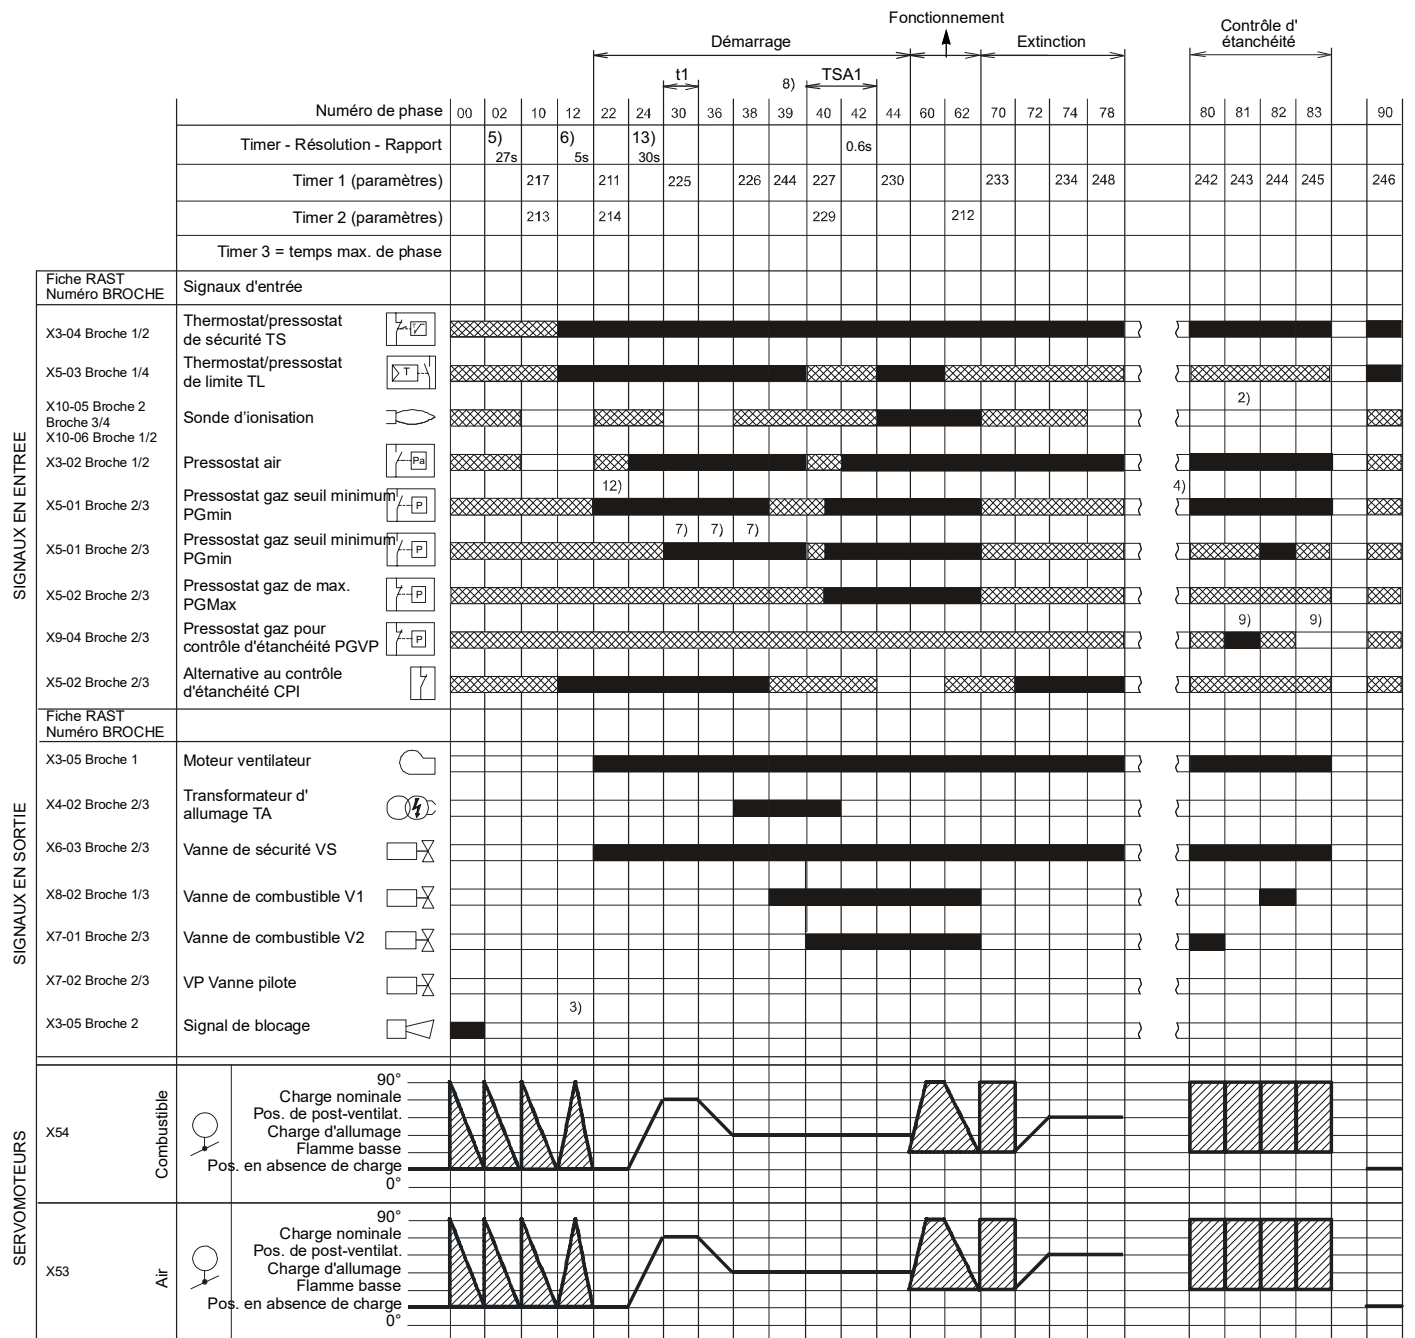 Fonctionnement
Démarrage
Extinction
Contrôle d'
étanchéité
t1
8)
TSA1
Numéro de phase 00 02 10 12 22 24 30 36 38 39 40 42 44 60 62 70 72 74 78 80 81 82 83 90
Timer - Résolution - Rapport 5) 27s 6) 5s 13) 30s 0.6s
Timer 1 (paramètres) 217 211 225 226 244 227 230 233 234 248 242 243 244 245 246
Timer 2 (paramètres) 213 214 229 212
Timer 3 = temps max. de phase
Fiche RAST
Numéro BROCHE
Signaux d'entrée
SIGNAUX EN ENTREE
X3-04 Broche 1/2
Thermostat/pressostat
de sécurité TS
X5-03 Broche 1/4
Thermostat/pressostat
de limite TL
T
2)
X10-05 Broche 2
Broche 3/4
X10-06 Broche 1/2
Sonde d'ionisation
X3-02 Broche 1/2
Pressostat air
Pa
12)
4)
X5-01 Broche 2/3
Pressostat gaz seuil minimum
PGmin
P
7) 7) 7)
X5-01 Broche 2/3
Pressostat gaz seuil minimum
PGmin
P
X5-02 Broche 2/3
Pressostat gaz de max.
PGMax
P
9) 9)
X9-04 Broche 2/3
Pressostat gaz pour
contrôle d'étanchéité PGVP
P
X5-02 Broche 2/3
Alternative au contrôle
d'étanchéité CPI
Fiche RAST
Numéro BROCHE
SIGNAUX EN SORTIE
X3-05 Broche 1
Moteur ventilateur
X4-02 Broche 2/3
Transformateur d'
allumage TA
X6-03 Broche 2/3
Vanne de sécurité VS
X8-02 Broche 1/3
Vanne de combustible V1
X7-01 Broche 2/3
Vanne de combustible V2
X7-02 Broche 2/3
VP Vanne pilote
3)
X3-05 Broche 2
Signal de blocage
SERVOMOTEURS
X54
Combustible
90°
Charge nominale
Pos. de post-ventilat.
Charge d'allumage
Flamme basse
Pos. en absence de charge
0°
X53
Air
90°
Charge nominale
Pos. de post-ventilat.
Charge d'allumage
Flamme basse
Pos. en absence de charge
0°